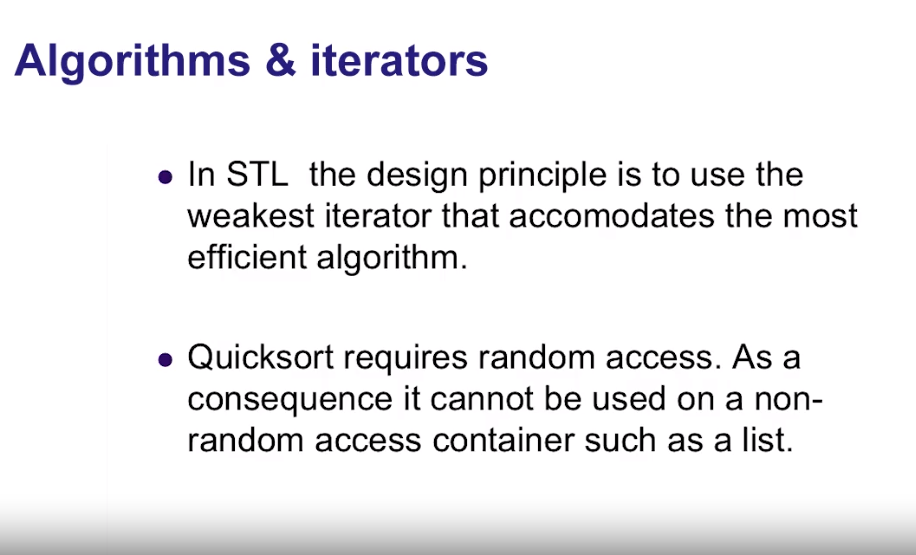 Algorithms & iterators
● In STL the design principle is to use the
weakest iterator that accomodates the most
efficient algorithm.
● Quicksort requires random access. As a
consequence it cannot be used on a non-
random access container such as a list.